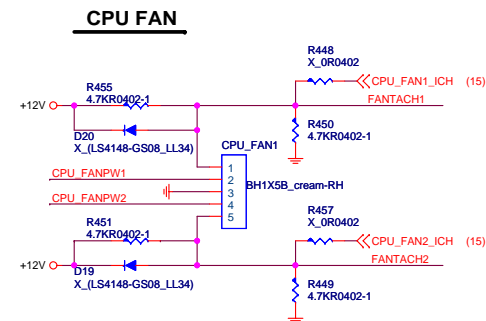 CPU FAN
R448
X_0R0402
CPU_FAN1_ICH (15)
R455
4.7KR0402-1
+12V
FANTACH1
R450
4.7KR0402-1
D20
X_(LS4148-GS08_LL34)
CPU_FAN1
CPU_FANPW1
1
2
3
4
5
BH1X5B_cream-RH
CPU_FANPW2
R451
4.7KR0402-1
R457
X_0R0402
CPU_FAN2_ICH (15)
+12V
FANTACH2
D19
X_(LS4148-GS08_LL34)
R449
4.7KR0402-1